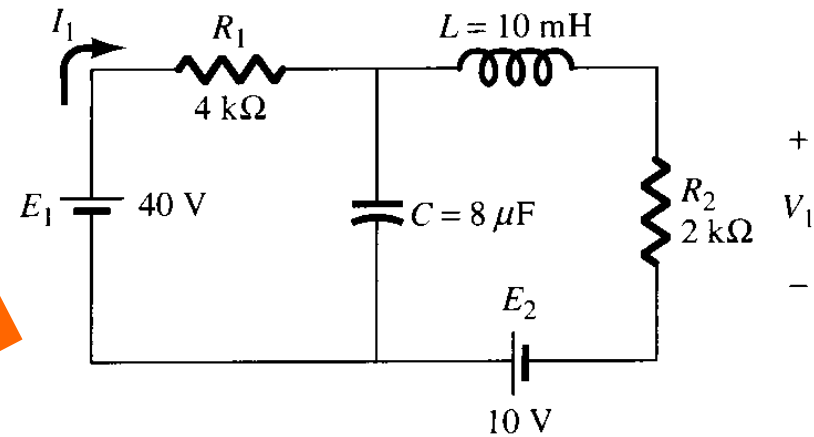 I₁
R₁
4 kΩ
L = 10 mH
E₁
40 V
C = 8 μF
R₂
2 kΩ
+
V₁
−
E₂
10 V